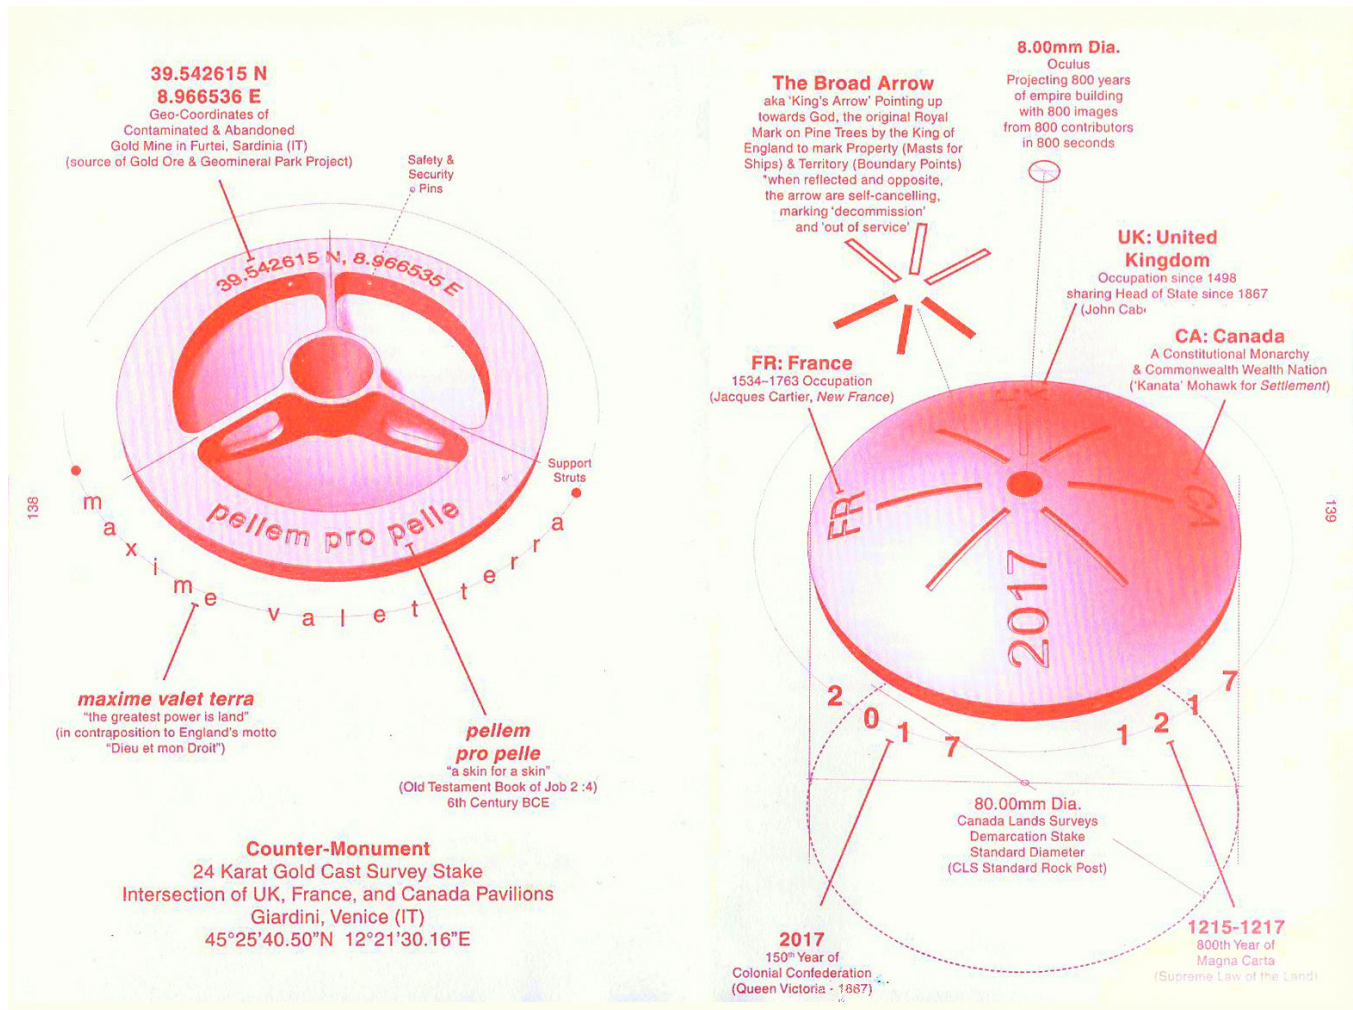 39.542615 N
8.966536 E
Geo-Coordinates of
Contaminated & Abandoned
Gold Mine in Furtei, Sardinia (IT)
(source of Gold Ore & Geomineral Park Project)
Safety &
Security
Pins
39.542615 N, 8.966535 E
pellem pro pelle
Support
Struts
138
maxime valet terra
maxime valet terra
"the greatest power is land"
(in contraposition to England's motto
"Dieu et mon Droit")
pellem
pro pelle
"a skin for a skin"
(Old Testament Book of Job 2 :4)
6th Century BCE
Counter-Monument
24 Karat Gold Cast Survey Stake
Intersection of UK, France, and Canada Pavilions
Giardini, Venice (IT)
45°25'40.50"N 12°21'30.16"E
The Broad Arrow
aka 'King's Arrow' Pointing up
towards God, the original Royal
Mark on Pine Trees by the King of
England to mark Property (Masts for
Ships) & Territory (Boundary Points)
"when reflected and opposite,
the arrow are self-cancelling,
marking 'decommission'
and 'out of service'
8.00mm Dia.
Oculus
Projecting 800 years
of empire building
with 800 images
from 800 contributors
in 800 seconds
UK: United
Kingdom
Occupation since 1498
sharing Head of State since 1867
(John Cab
CA: Canada
A Constitutional Monarchy
& Commonwealth Wealth Nation
('Kanata' Mohawk for Settlement)
FR: France
1534–1763 Occupation
(Jacques Cartier, New France)
FR
CA
2017
139
2017
1217
80.00mm Dia.
Canada Lands Surveys
Demarcation Stake
Standard Diameter
(CLS Standard Rock Post)
2017
150th Year of
Colonial Confederation
(Queen Victoria - 1867)
1215-1217
800th Year of
Magna Carta
(Supreme Law of the Land)